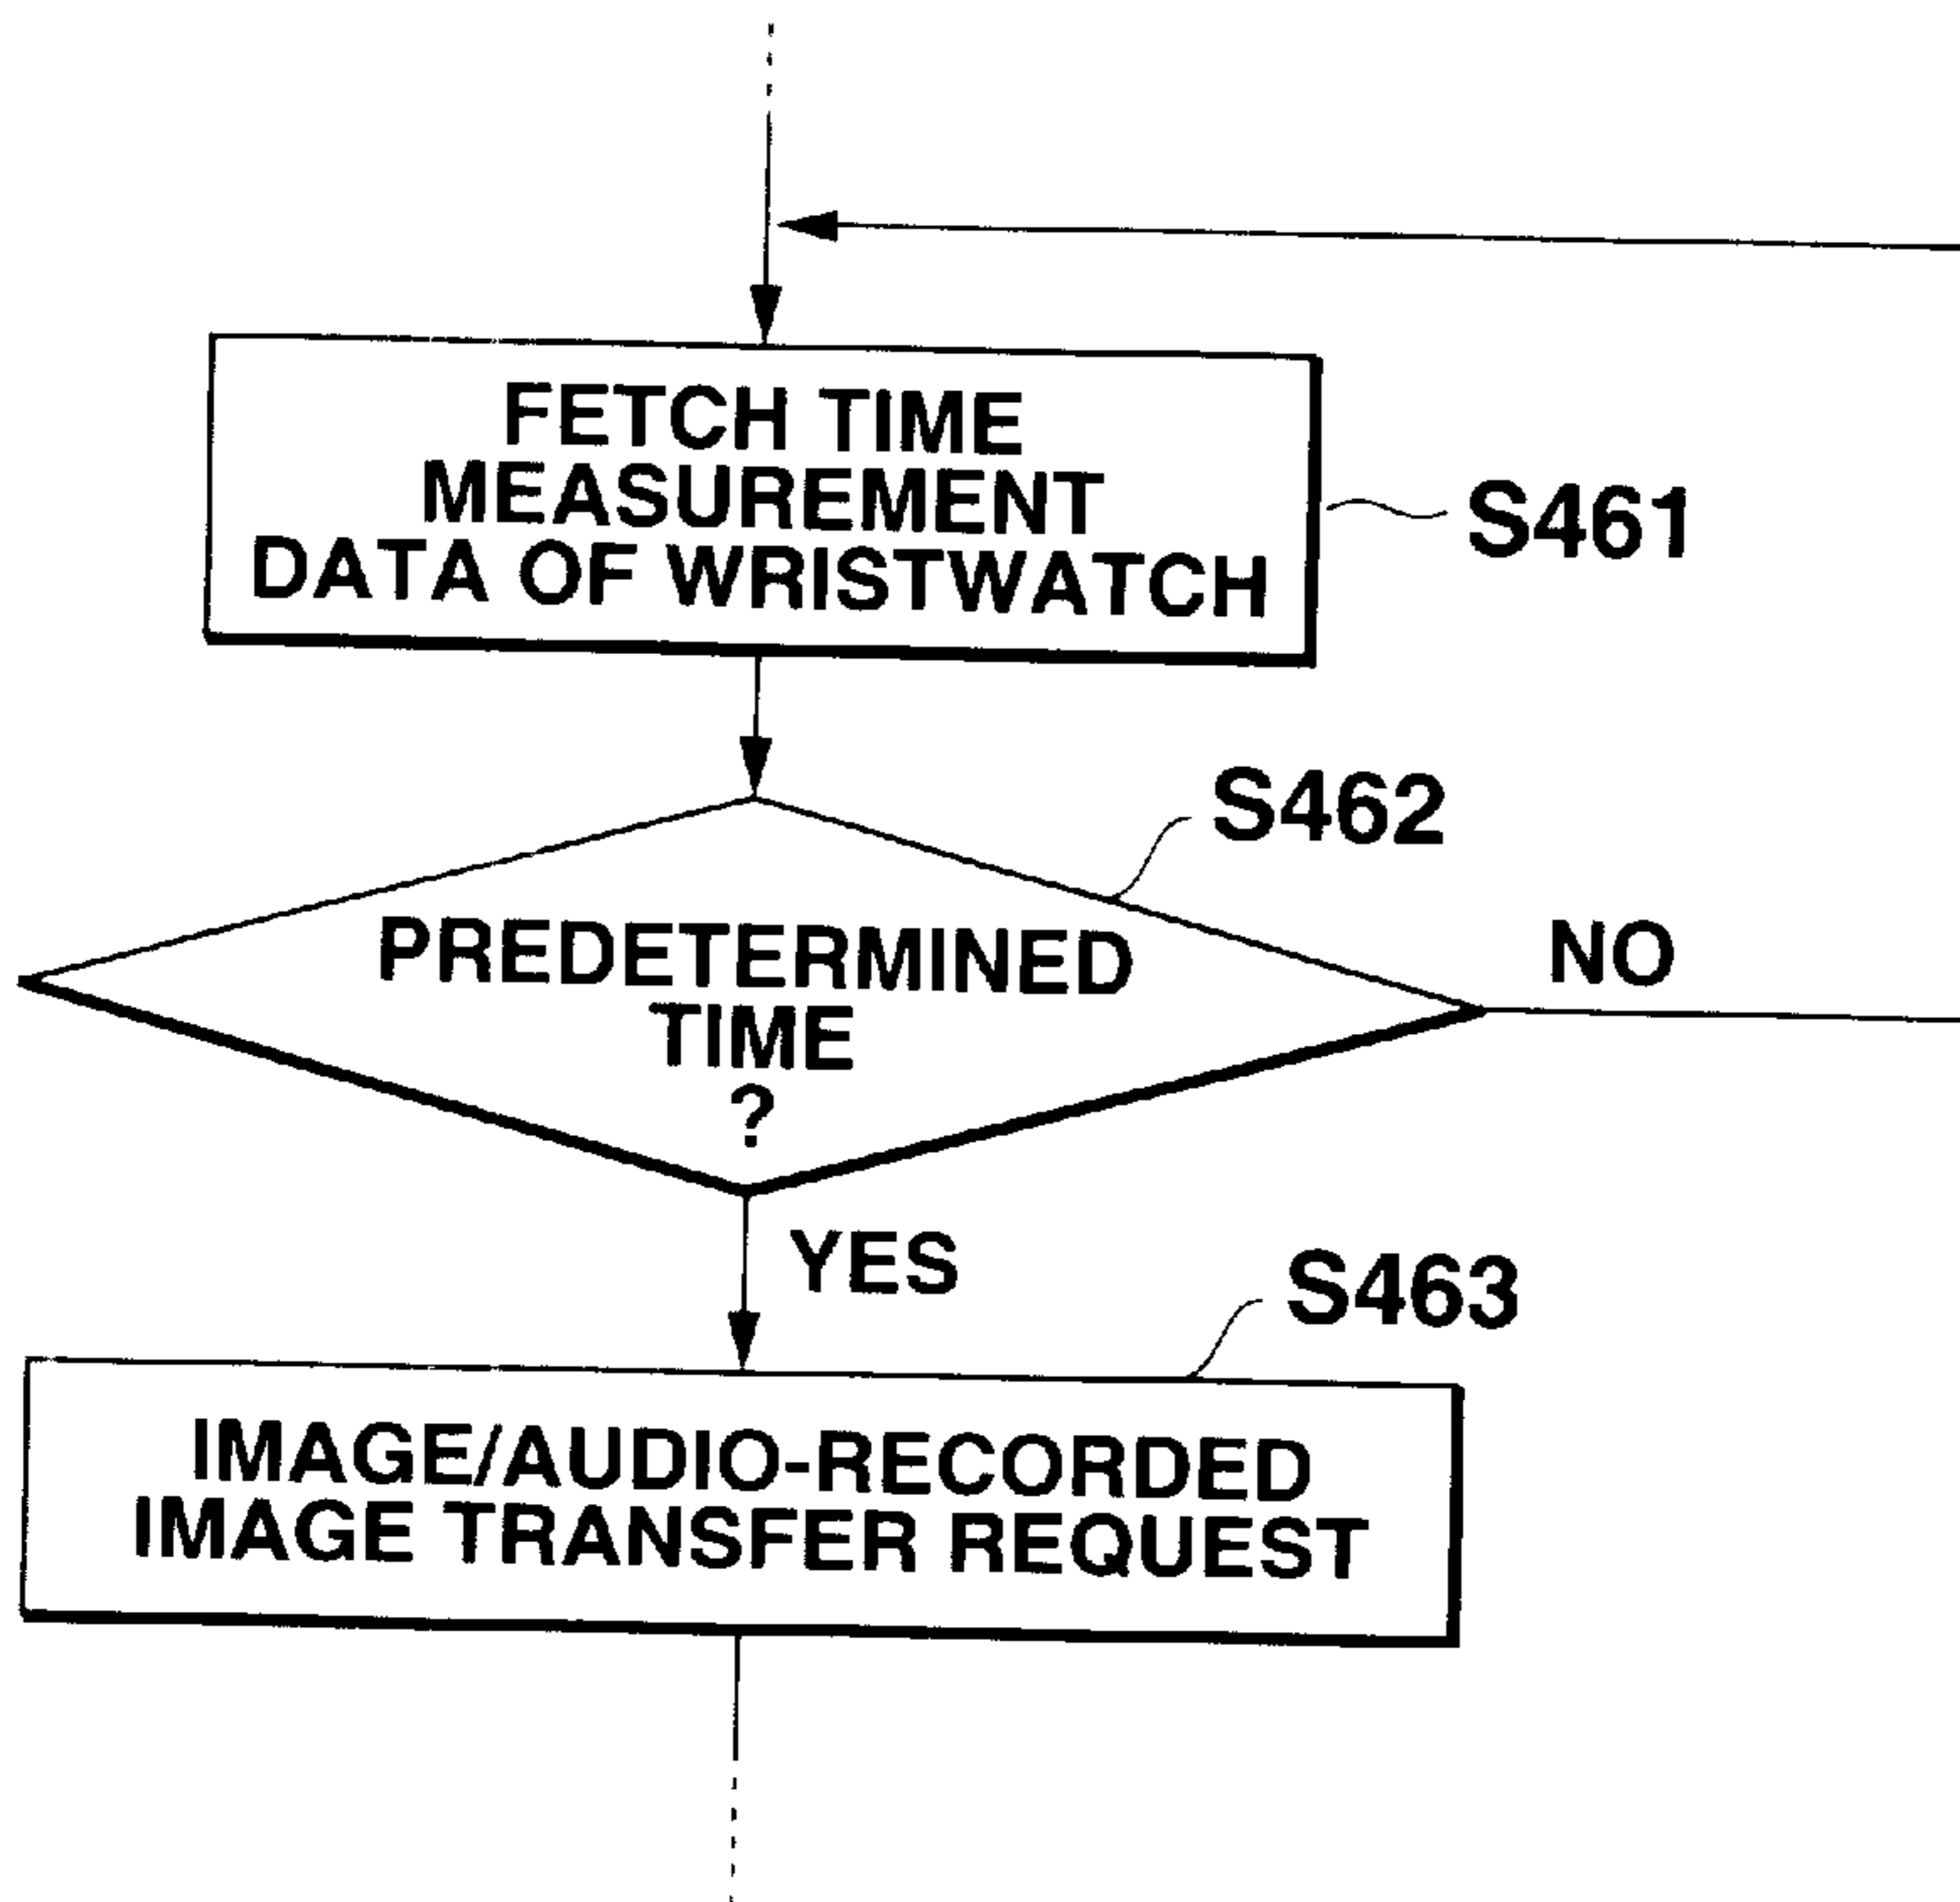 FETCH TIME
MEASUREMENT
DATA OF WRISTWATCH
S461
S462
PREDETERMINED
TIME
?
NO
YES
S463
IMAGE/AUDIO-RECORDED
IMAGE TRANSFER REQUEST